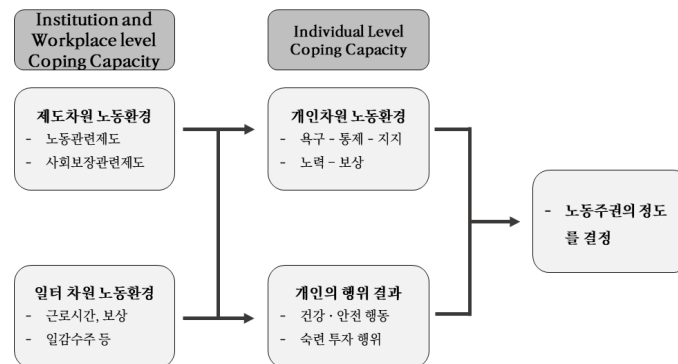 Institution and
Workplace level
Coping Capacity
Individual Level
Coping Capacity
제도차원 노동환경
- 노동관련제도
- 사회보장관련제도
개인차원 노동환경
- 욕구 - 통제 - 지지
- 노력 – 보상
- 노동주권의 정도
를 결정
일터 차원 노동환경
- 근로시간, 보상
- 일감수주 등
개인의 행위 결과
- 건강 · 안전 행동
- 숙련 투자 행위